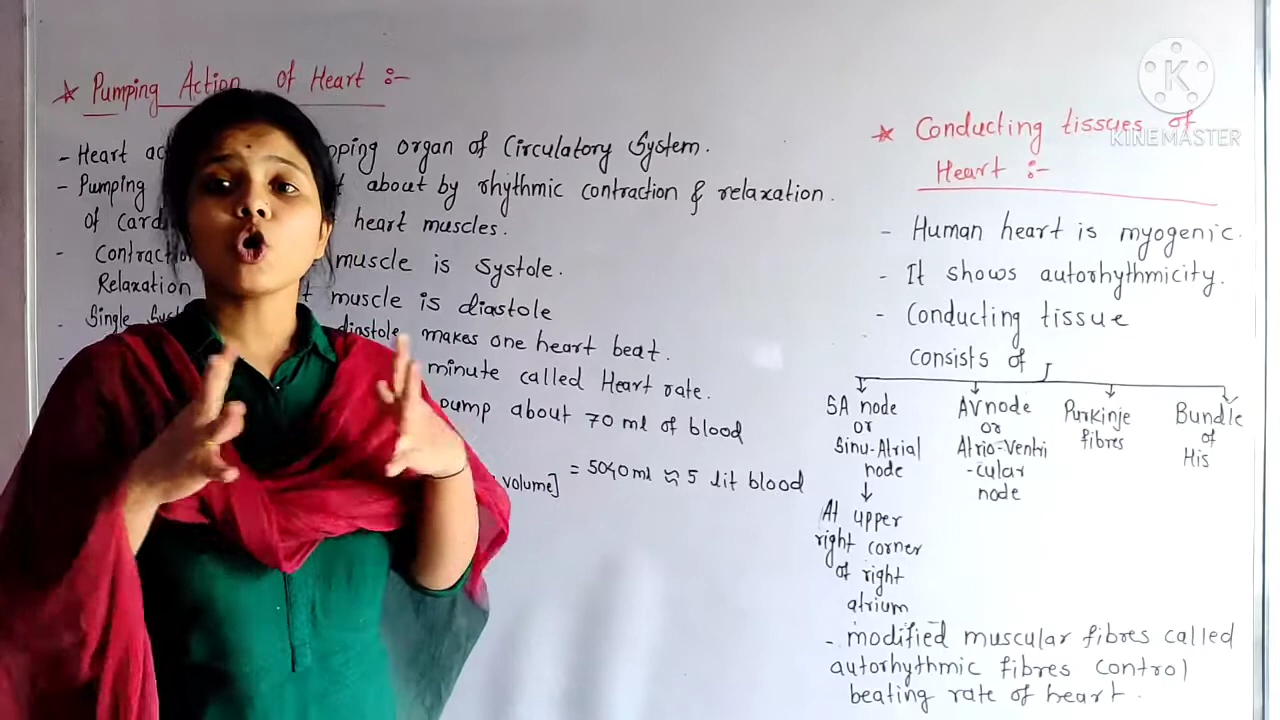 ☆ Pumping Action of Heart :-
- Heart pping organ of Circulatory System.
- Pumping about by rhythmic contraction & relaxation.
of heart muscles.
- muscle is systole.
Relaxation muscle is diastole
- Single diastole makes one heart beat.
- minute called Heart rate.
pump about 70 ml of blood
volume] = 5040 ml ≈ 5 lit blood
☆ Conducting tissues of
Heart :-
- Human heart is myogenic.
- It shows autorhythmicity.
- Conducting tissue
consists of
SA node
or
Sinu-Atrial
node
↓
At upper
right corner
of right
atrium
AV node
or
Atrio-Ventri
-cular
node
Purkinje
fibres
Bundle
of
His
- modified muscular fibres called
autorhythmic fibres control
beating rate of heart.
K
KINEMASTER